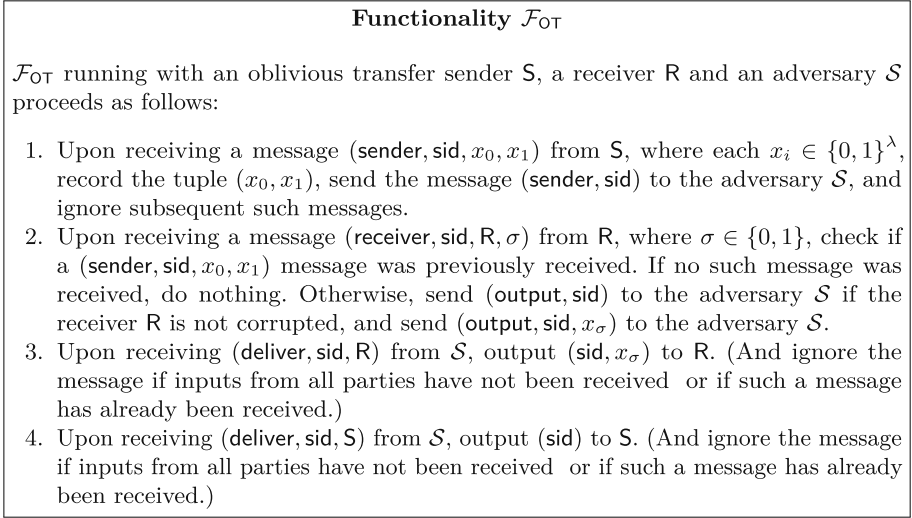 Functionality 𝓕_OT
𝓕_OT running with an oblivious transfer sender S, a receiver R and an adversary 𝒮
proceeds as follows:
1. Upon receiving a message (sender, sid, x₀, x₁) from S, where each xᵢ ∈ {0, 1}^λ,
record the tuple (x₀, x₁), send the message (sender, sid) to the adversary 𝒮, and
ignore subsequent such messages.
2. Upon receiving a message (receiver, sid, R, σ) from R, where σ ∈ {0, 1}, check if
a (sender, sid, x₀, x₁) message was previously received. If no such message was
received, do nothing. Otherwise, send (output, sid) to the adversary 𝒮 if the
receiver R is not corrupted, and send (output, sid, x_σ) to the adversary 𝒮.
3. Upon receiving (deliver, sid, R) from 𝒮, output (sid, x_σ) to R. (And ignore the
message if inputs from all parties have not been received or if such a message
has already been received.)
4. Upon receiving (deliver, sid, S) from 𝒮, output (sid) to S. (And ignore the message
if inputs from all parties have not been received or if such a message has already
been received.)